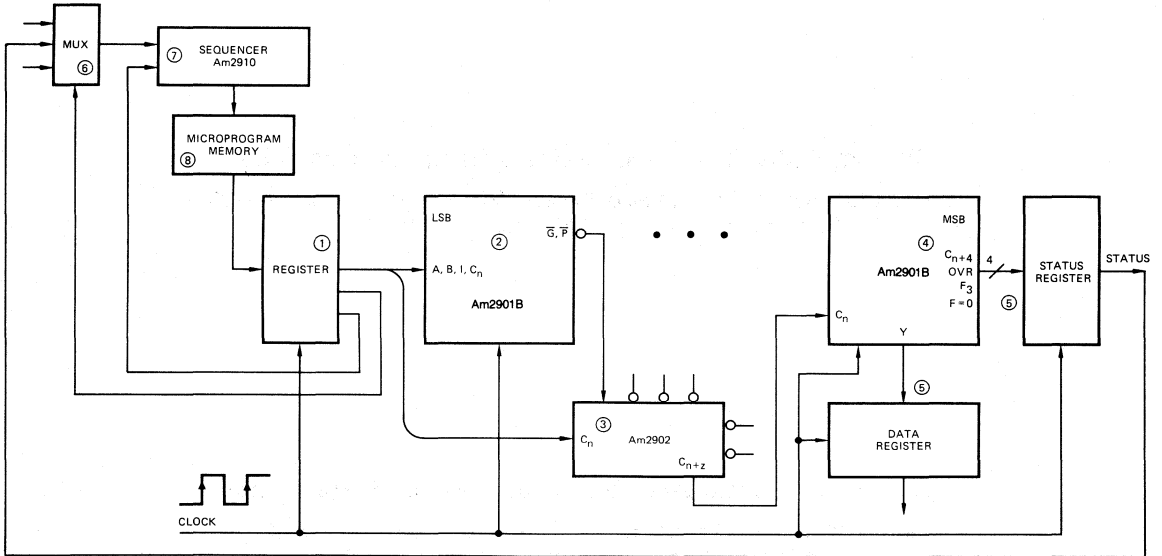 MUX
⑥
⑦
SEQUENCER
Am2910
MICROPROGRAM
MEMORY
⑧
①
REGISTER
LSB
②
G̅, P̅
A, B, I, Cn
Am2901B
MSB
④
Am2901B
Cn+4
OVR
F3
F = 0
Cn
Y
4
⑤
STATUS
REGISTER
STATUS
⑤
③
Cn
Am2902
Cn+z
DATA
REGISTER
CLOCK